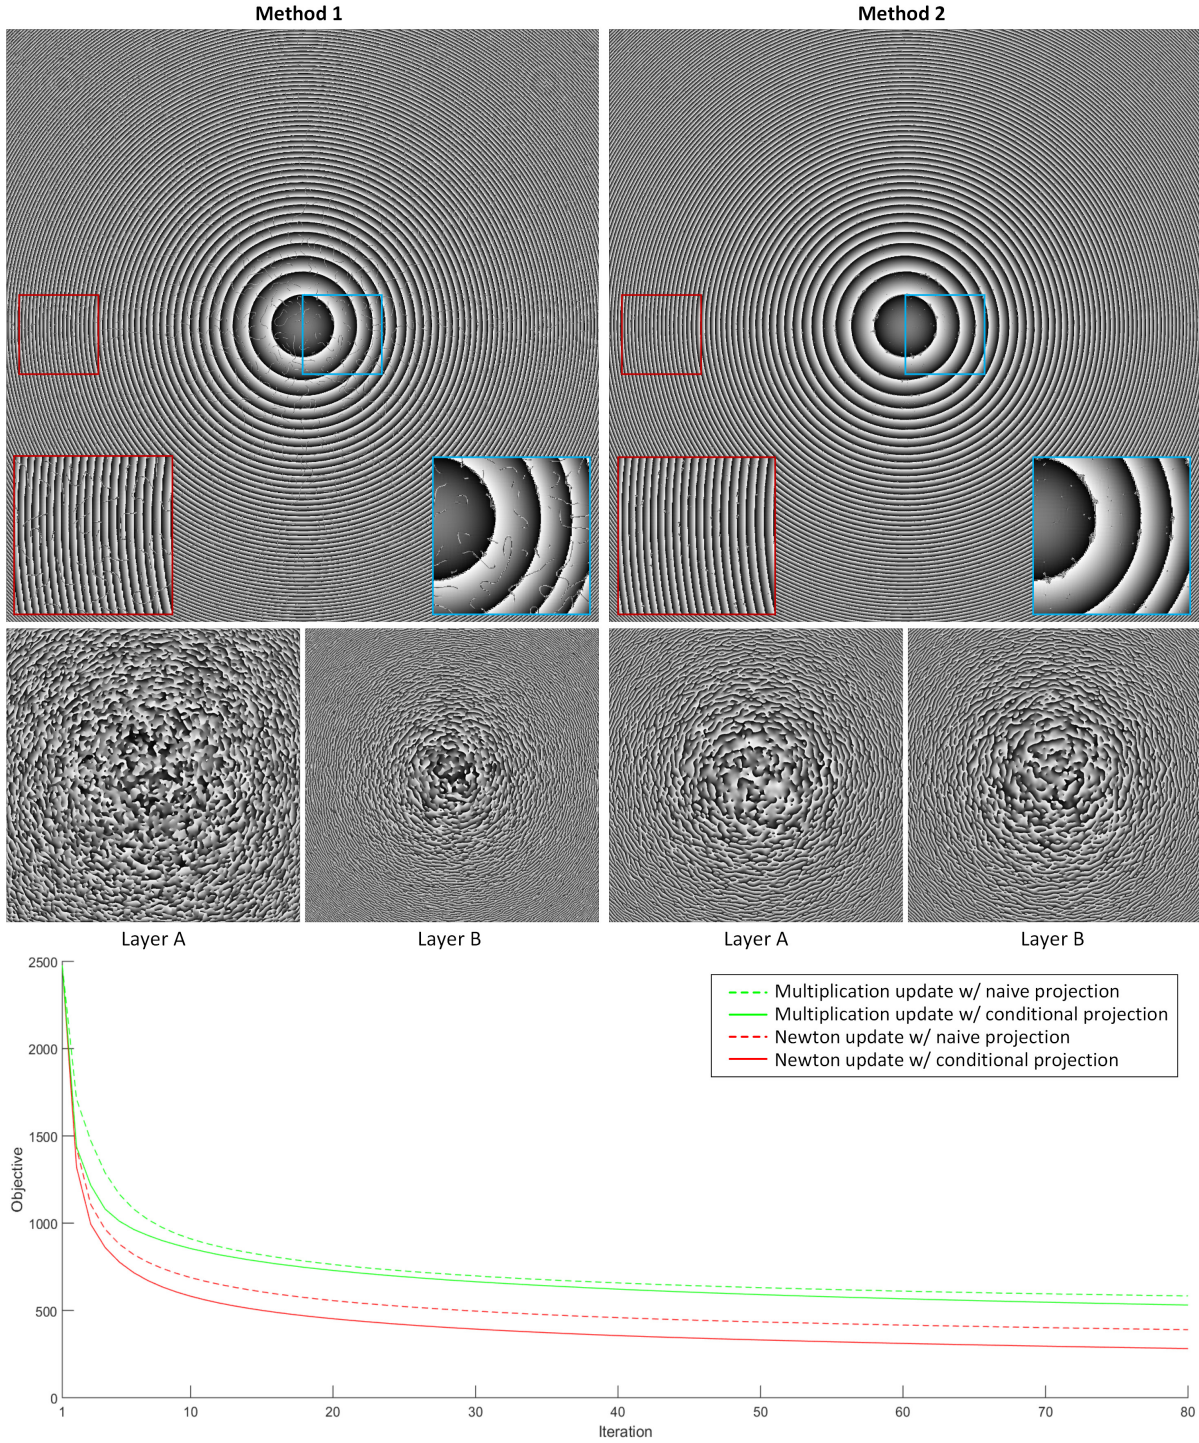 Method 1
Method 2
Layer A
Layer B
Layer A
Layer B
2500
2000
1500
1000
500
0
Objective
Multiplication update w/ naive projection
Multiplication update w/ conditional projection
Newton update w/ naive projection
Newton update w/ conditional projection
1 10 20 30 40 50 60 70 80
Iteration